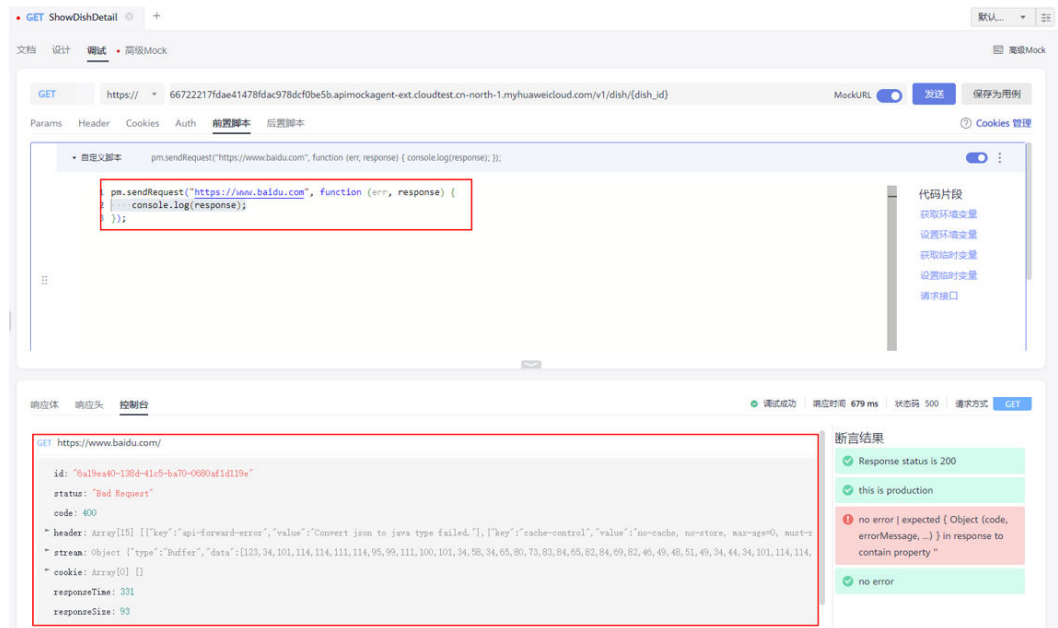 GET ShowDishDetail
+
默认...
文档 设计 调试 高级Mock
高级Mock
GET https:// 66722217fdae41478fdac978dcf0be5b.apimockagent-ext.cloudtest.cn-north-1.myhuaweicloud.com/v1/dish/{dish_id} MockURL 发送 保存为用例
Params Header Cookies Auth 前置脚本 后置脚本 Cookies 管理
自定义脚本 pm.sendRequest("https://www.baidu.com", function (err, response) { console.log(response); });
1 pm.sendRequest("https://www.baidu.com", function (err, response) {
2 ····console.log(response);
3 });
代码片段
获取环境变量
设置环境变量
获取临时变量
设置临时变量
请求接口
响应体 响应头 控制台 调试成功 响应时间 679 ms 状态码 500 请求方式 GET
GET https://www.baidu.com/
id: "6a19ea40-138d-41c5-ba70-0680af1d119e"
status: "Bad Request"
code: 400
header: Array[15] [{"key":"api-forward-error","value":"Convert json to java type failed."},{"key":"cache-control","value":"no-cache, no-store, max-age=0, must-r
stream: Object {"type":"Buffer","data":[123,34,101,114,114,111,114,95,99,111,100,101,34,58,34,65,80,73,83,84,65,82,84,69,82,46,49,48,51,49,34,44,34,101,114,114,
cookie: Array[0] []
responseTime: 331
responseSize: 93
断言结果
Response status is 200
this is production
no error | expected { Object (code,
errorMessage, ...) } in response to
contain property ''
no error